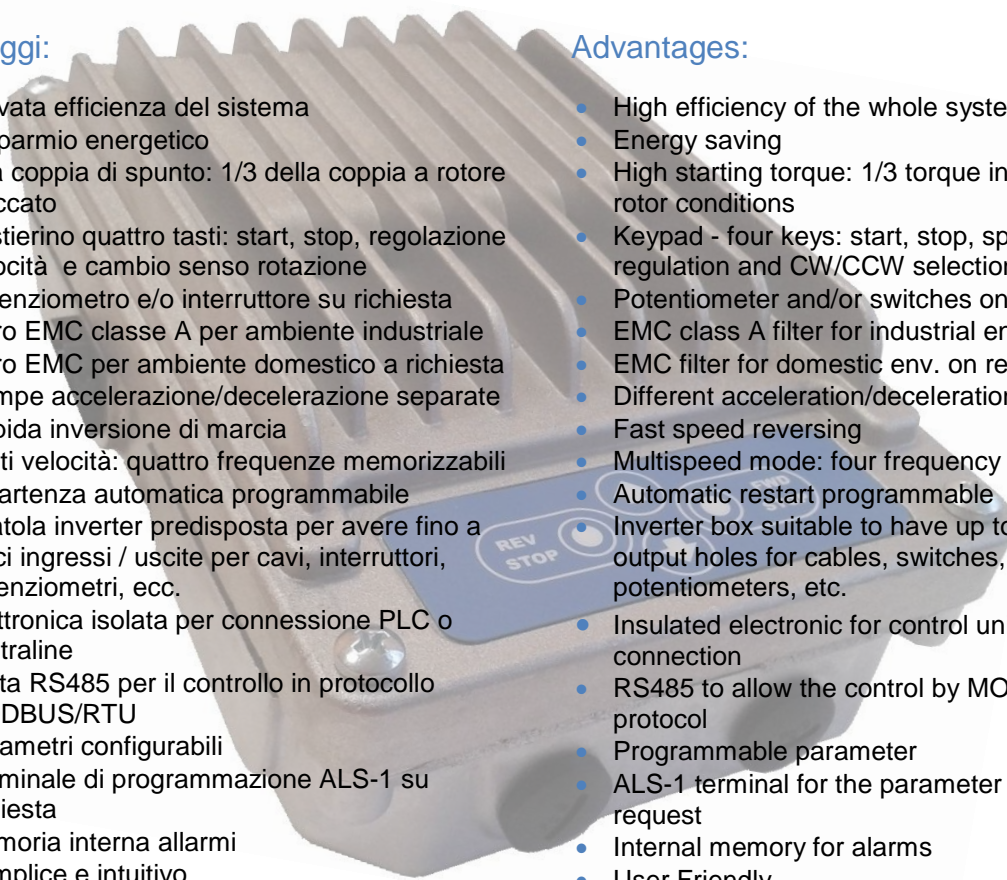 ggi:
vata efficienza del sistema
parmio energetico
a coppia di spunto: 1/3 della coppia a rotore
ccato
stierino quattro tasti: start, stop, regolazione
ocità e cambio senso rotazione
enziometro e/o interruttore su richiesta
ro EMC classe A per ambiente industriale
ro EMC per ambiente domestico a richiesta
mpe accelerazione/decelerazione separate
pida inversione di marcia
ti velocità: quattro frequenze memorizzabili
artenza automatica programmabile
atola inverter predisposta per avere fino a
ci ingressi / uscite per cavi, interruttori,
enziometri, ecc.
ttronica isolata per connessione PLC o
traline
ta RS485 per il controllo in protocollo
DBUS/RTU
ametri configurabili
minale di programmazione ALS-1 su
iesta
moria interna allarmi
mplice e intuitivo
Advantages:
• High efficiency of the whole syste
• Energy saving
• High starting torque: 1/3 torque in
rotor conditions
• Keypad - four keys: start, stop, sp
regulation and CW/CCW selection
• Potentiometer and/or switches on
• EMC class A filter for industrial er
• EMC filter for domestic env. on re
• Different acceleration/deceleration
• Fast speed reversing
• Multispeed mode: four frequency
• Automatic restart programmable
• Inverter box suitable to have up to
output holes for cables, switches,
potentiometers, etc.
• Insulated electronic for control un
connection
• RS485 to allow the control by MO
protocol
• Programmable parameter
• ALS-1 terminal for the parameter
request
• Internal memory for alarms
• User Friendly
REV
STOP
FWD